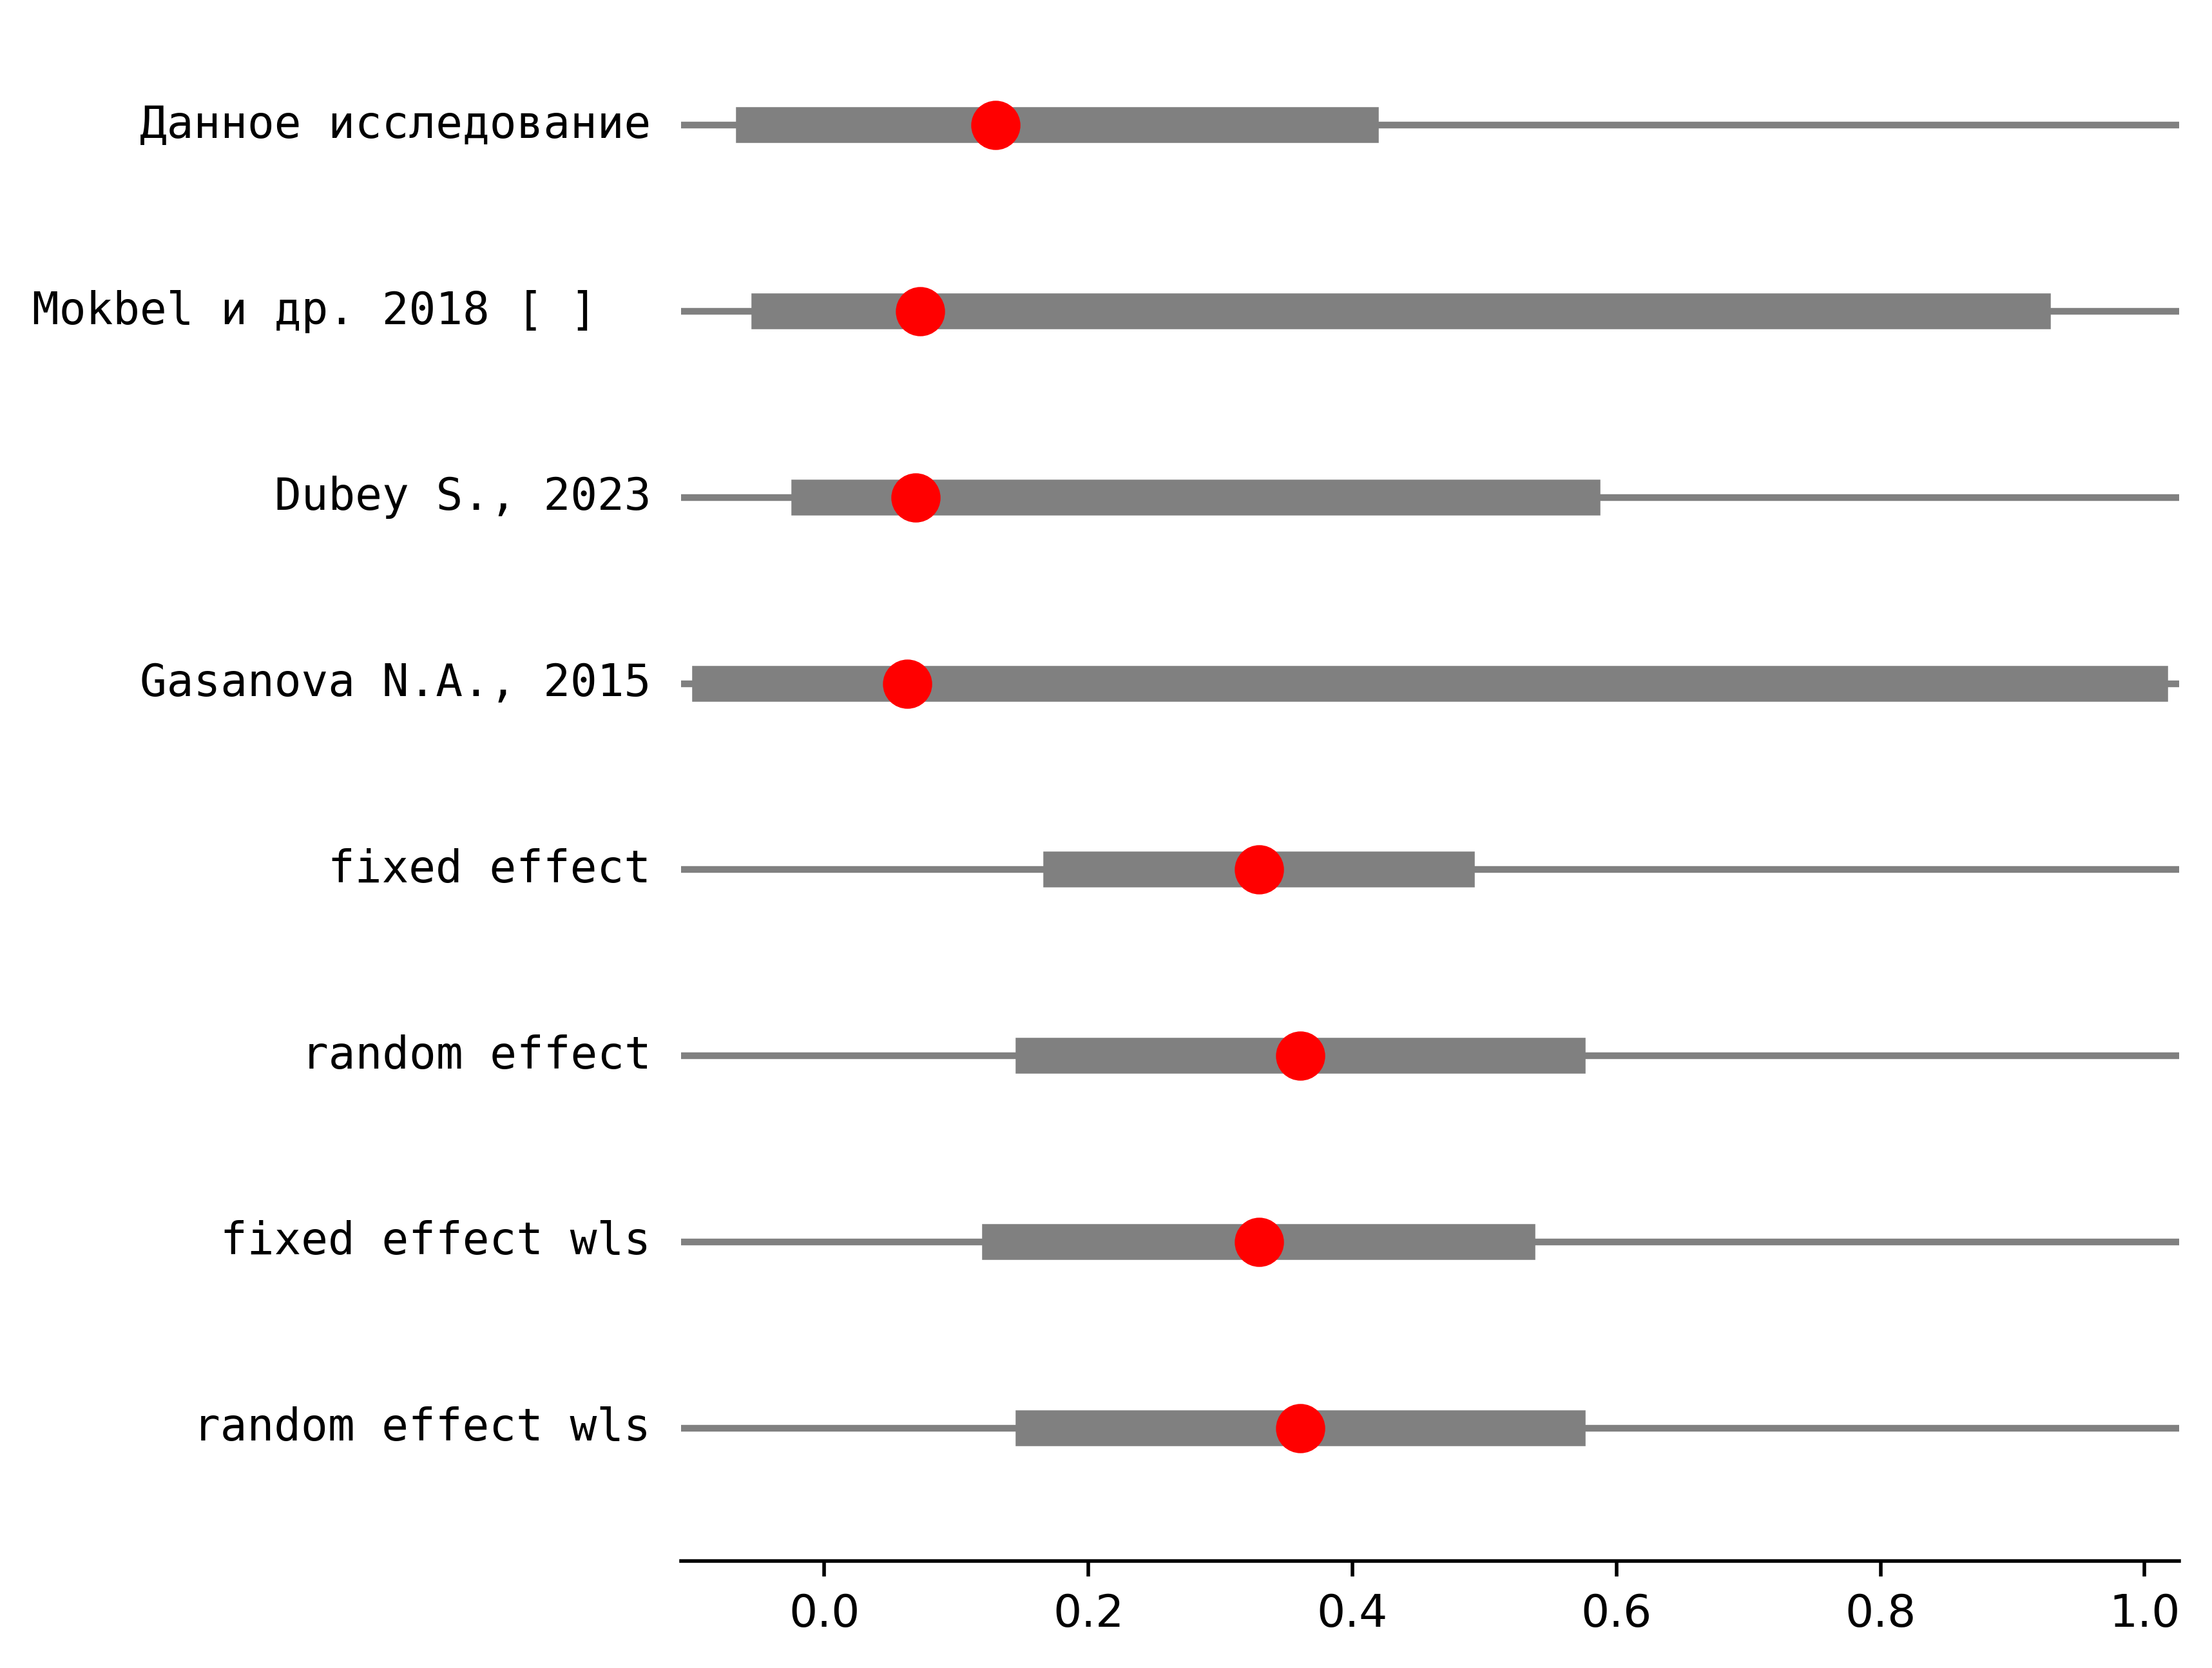 Данное исследование
Mokbel и др. 2018 [ ]
Dubey S., 2023
Gasanova N.A., 2015
fixed effect
random effect
fixed effect wls
random effect wls
0.0 0.2 0.4 0.6 0.8 1.0